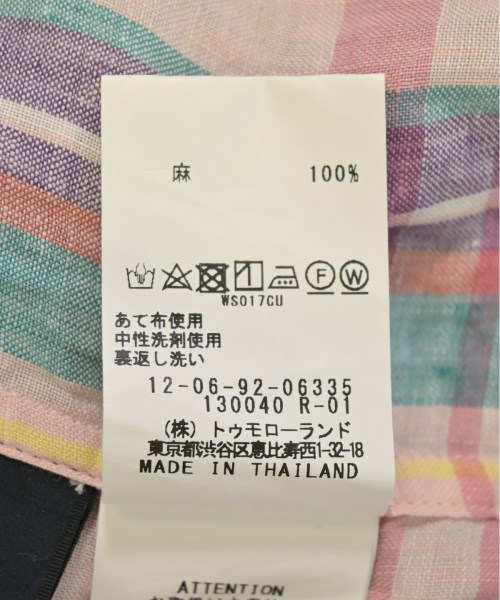 麻 100%
F W
WS017CU
あて布使用
中性洗剤使用
裏返し洗い
12-06-92-06335
130040 R-01
(株) トゥモローランド
東京都渋谷区恵比寿西1-32-18
MADE IN THAILAND
ATTENTION